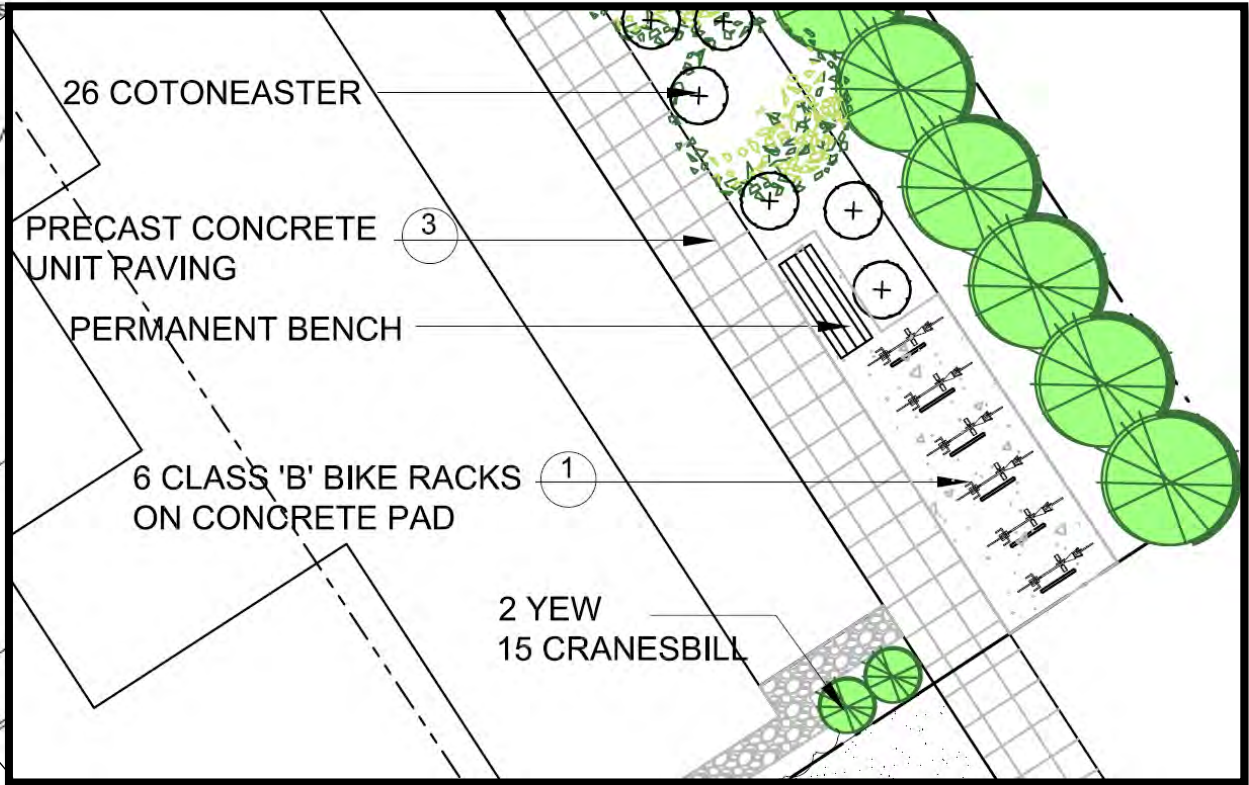 26 COTONEASTER
PRECAST CONCRETE 3
UNIT PAVING
PERMANENT BENCH
6 CLASS 'B' BIKE RACKS 1
ON CONCRETE PAD
2 YEW
15 CRANESBILL